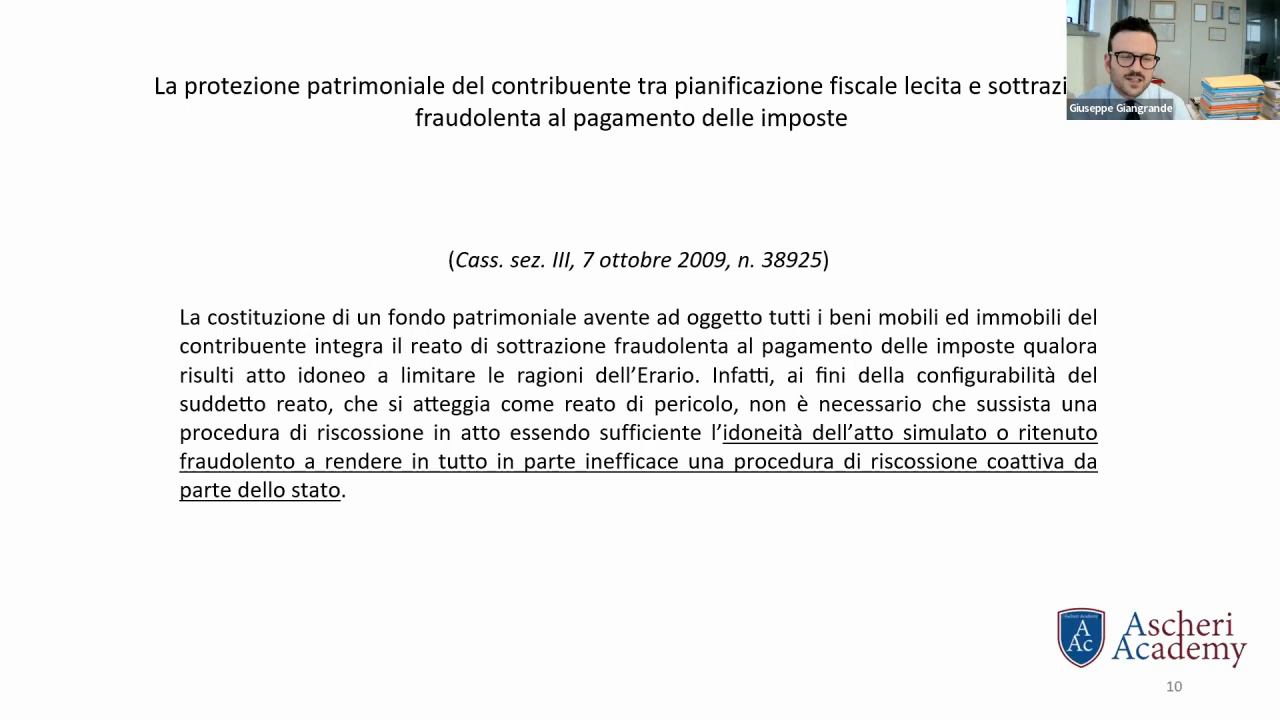 La protezione patrimoniale del contribuente tra pianificazione fiscale lecita e sottrazi
fraudolenta al pagamento delle imposte
Giuseppe Giangrande
(Cass. sez. III, 7 ottobre 2009, n. 38925)
La costituzione di un fondo patrimoniale avente ad oggetto tutti i beni mobili ed immobili del
contribuente integra il reato di sottrazione fraudolenta al pagamento delle imposte qualora
risulti atto idoneo a limitare le ragioni dell’Erario. Infatti, ai fini della configurabilità del
suddetto reato, che si atteggia come reato di pericolo, non è necessario che sussista una
procedura di riscossione in atto essendo sufficiente l’idoneità dell’atto simulato o ritenuto
fraudolento a rendere in tutto in parte inefficace una procedura di riscossione coattiva da
parte dello stato.
A
Ac
Ascheri
Academy
10